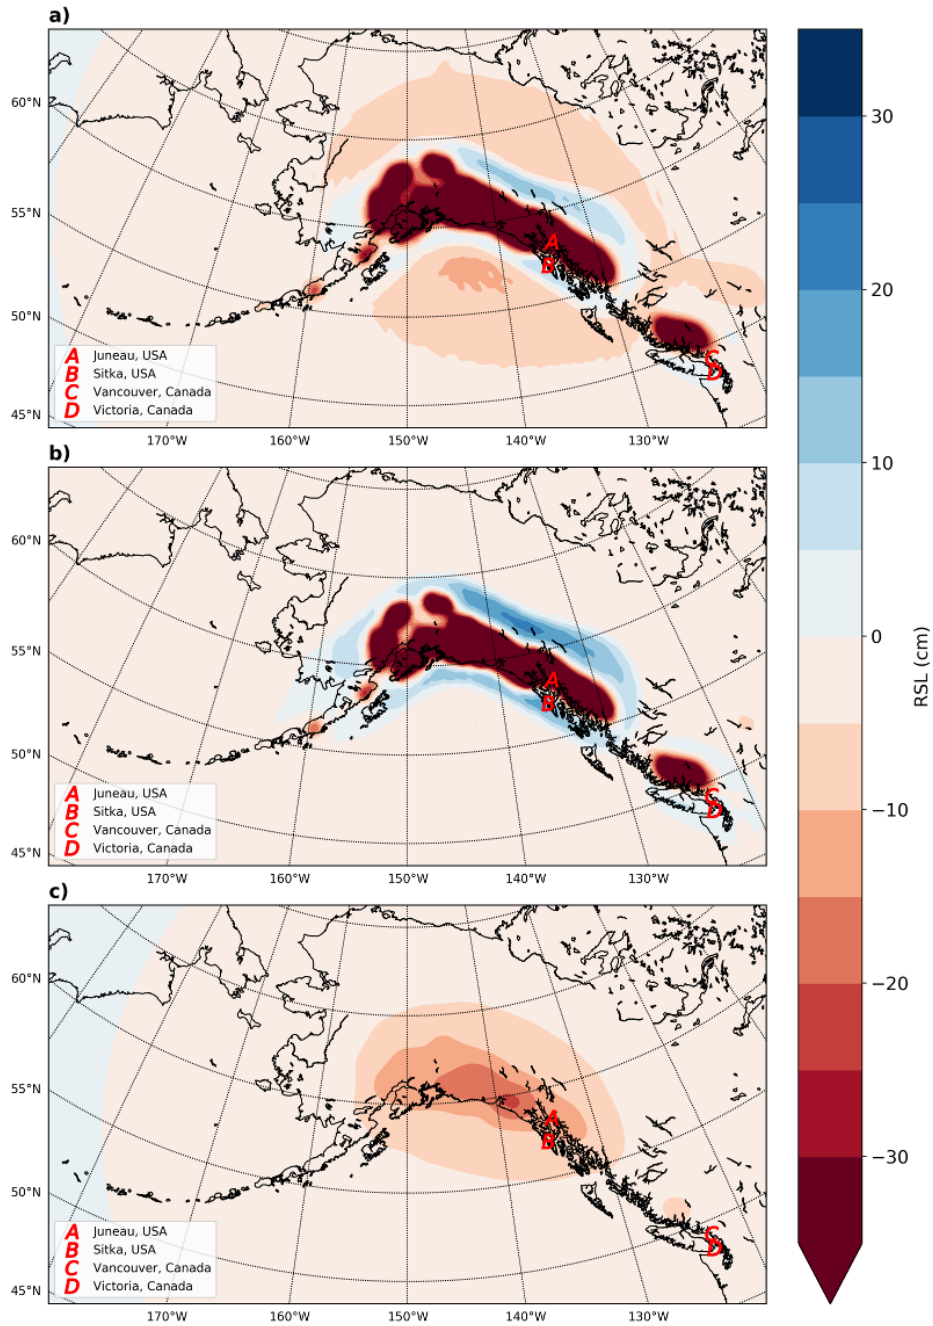 a)
60°N
55°N
50°N
45°N
A Juneau, USA
B Sitka, USA
C Vancouver, Canada
D Victoria, Canada
A
B
C
D
170°W 160°W 150°W 140°W 130°W
b)
60°N
55°N
50°N
45°N
A Juneau, USA
B Sitka, USA
C Vancouver, Canada
D Victoria, Canada
A
B
C
D
170°W 160°W 150°W 140°W 130°W
c)
60°N
55°N
50°N
45°N
A Juneau, USA
B Sitka, USA
C Vancouver, Canada
D Victoria, Canada
A
B
C
D
170°W 160°W 150°W 140°W 130°W
30
20
10
0
−10
−20
−30
RSL (cm)